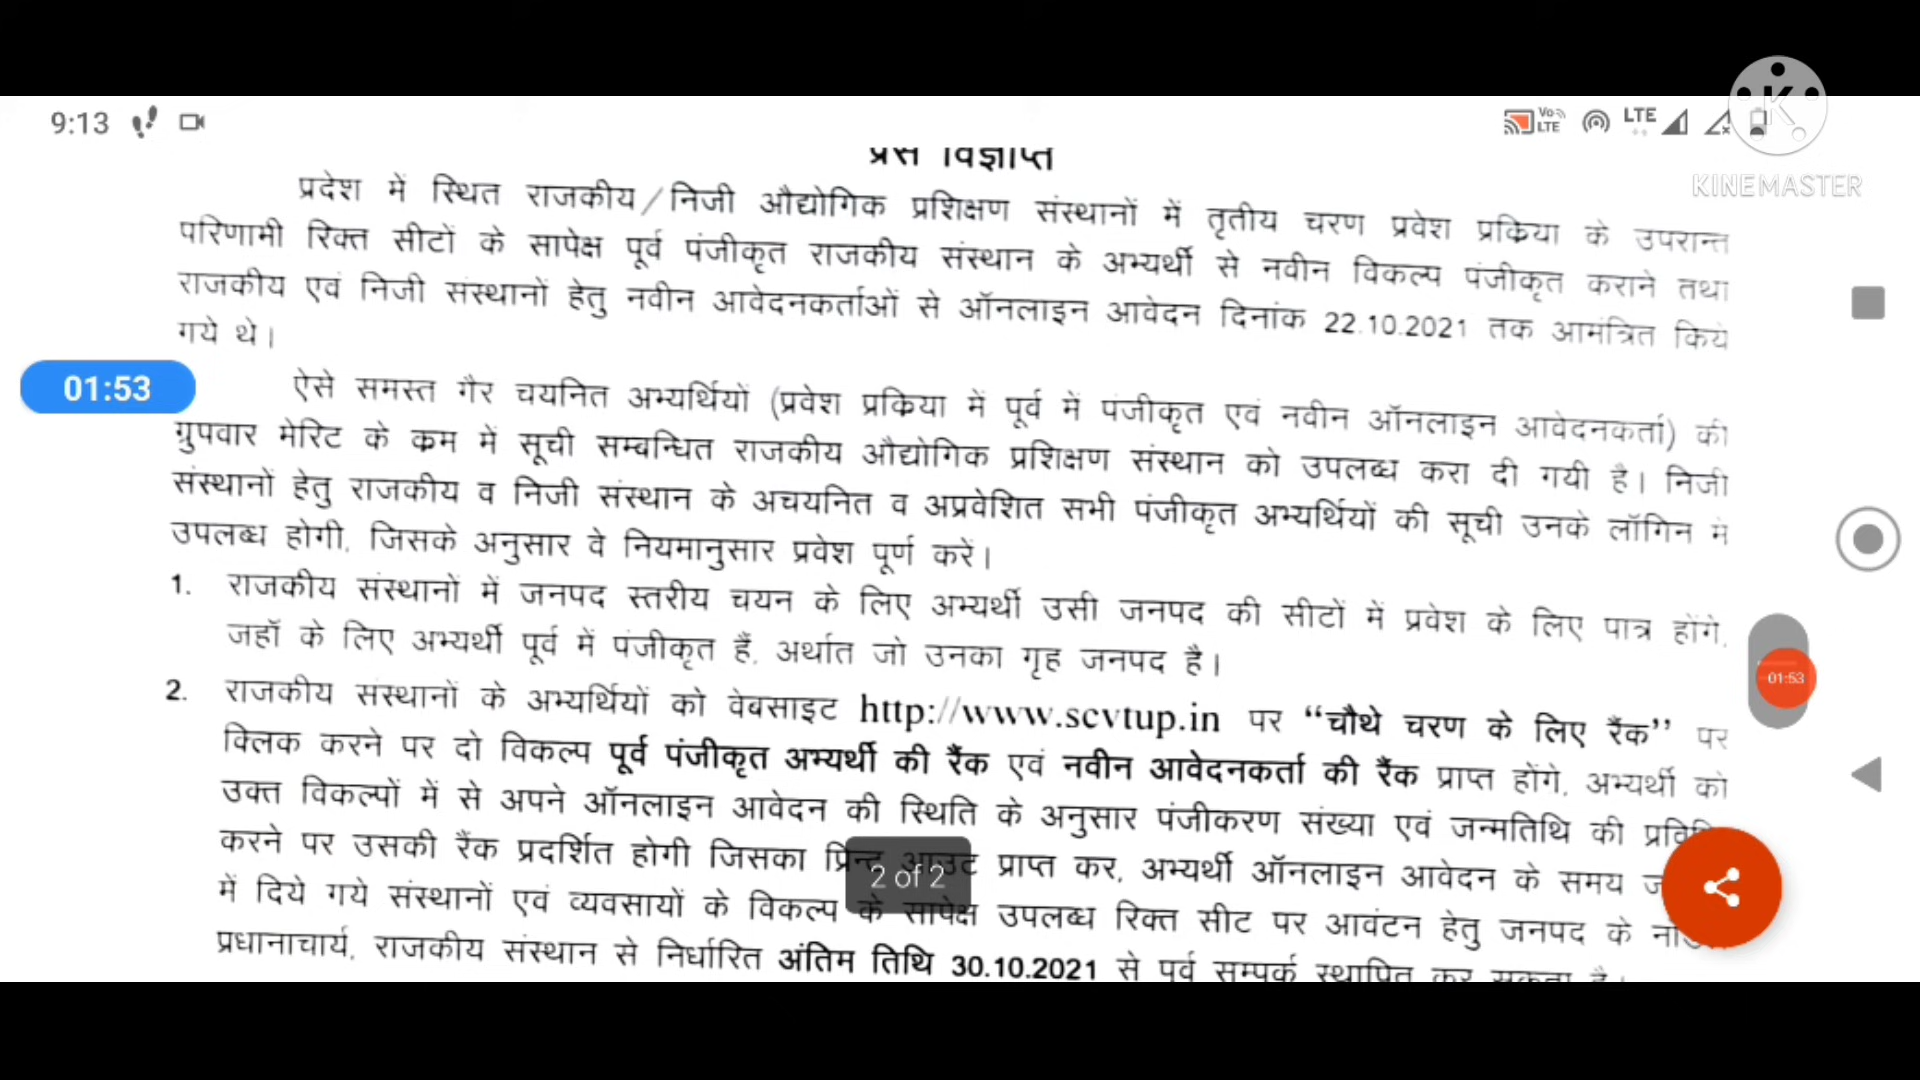 9:13
Vo LTE
LTE
KINEMASTER
प्रेस विज्ञप्ति
प्रदेश में स्थित राजकीय/निजी औद्योगिक प्रशिक्षण संस्थानों में तृतीय चरण प्रवेश प्रक्रिया के उपरान्त
परिणामी रिक्त सीटों के सापेक्ष पूर्व पंजीकृत राजकीय संस्थान के अभ्यर्थी से नवीन विकल्प पंजीकृत कराने तथा
राजकीय एवं निजी संस्थानों हेतु नवीन आवेदनकर्ताओं से ऑनलाइन आवेदन दिनांक 22.10.2021 तक आमंत्रित किये
गये थे।
01:53
ऐसे समस्त गैर चयनित अभ्यर्थियों (प्रवेश प्रक्रिया में पूर्व में पंजीकृत एवं नवीन ऑनलाइन आवेदनकर्ता) की
ग्रुपवार मेरिट के क्रम में सूची सम्बन्धित राजकीय औद्योगिक प्रशिक्षण संस्थान को उपलब्ध करा दी गयी है। निजी
संस्थानों हेतु राजकीय व निजी संस्थान के अचयनित व अप्रवेशित सभी पंजीकृत अभ्यर्थियों की सूची उनके लॉगिन में
उपलब्ध होगी, जिसके अनुसार वे नियमानुसार प्रवेश पूर्ण करें।
1. राजकीय संस्थानों में जनपद स्तरीय चयन के लिए अभ्यर्थी उसी जनपद की सीटों में प्रवेश के लिए पात्र होंगे,
जहॉ के लिए अभ्यर्थी पूर्व में पंजीकृत हैं, अर्थात जो उनका गृह जनपद है।
01:53
2. राजकीय संस्थानों के अभ्यर्थियों को वेबसाइट http://www.scvtup.in पर “चौथे चरण के लिए रैंक” पर
क्लिक करने पर दो विकल्प पूर्व पंजीकृत अभ्यर्थी की रैंक एवं नवीन आवेदनकर्ता की रैंक प्राप्त होंगे, अभ्यर्थी को
उक्त विकल्पों में से अपने ऑनलाइन आवेदन की स्थिति के अनुसार पंजीकरण संख्या एवं जन्मतिथि की
करने पर उसकी रैंक प्रदर्शित होगी जिसका प्रिन्ट आउट प्राप्त कर, अभ्यर्थी ऑनलाइन आवेदन के समय
2 of 2
में दिये गये संस्थानों एवं व्यवसायों के विकल्प के सापेक्ष उपलब्ध रिक्त सीट पर आवंटन हेतु जनपद के
प्रधानाचार्य, राजकीय संस्थान से निर्धारित अंतिम तिथि 30.10.2021 से पूर्व सम्पर्क स्थापित कर सकता है।